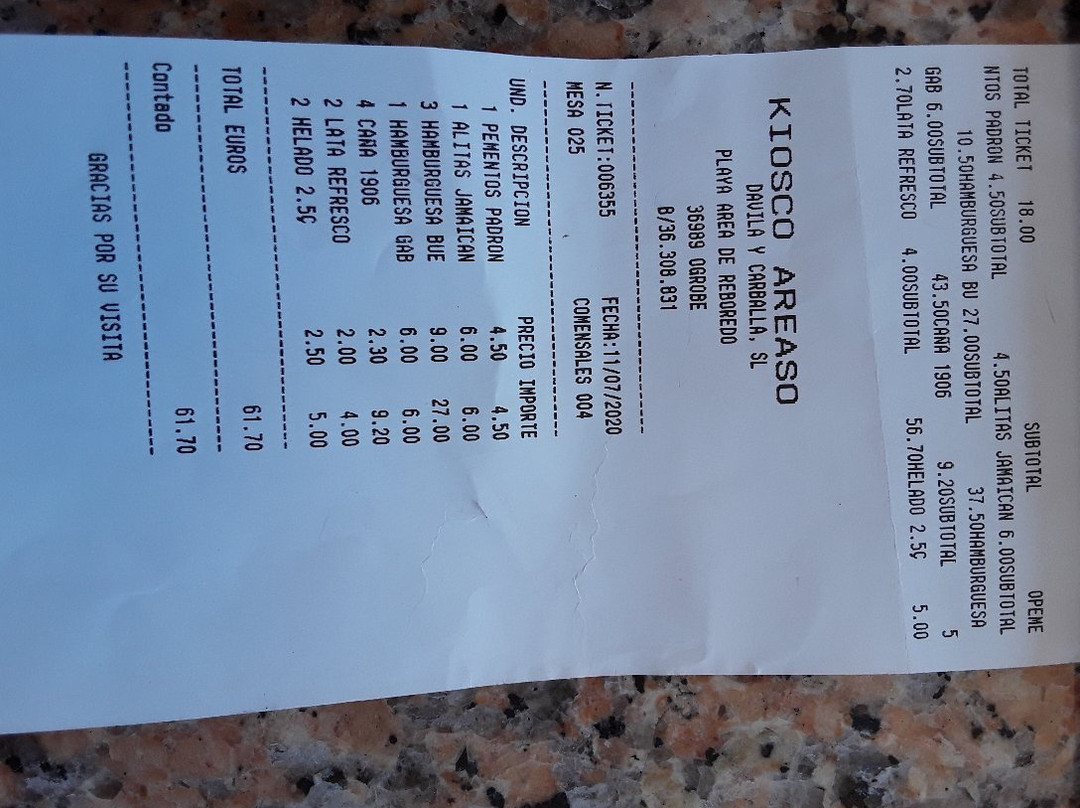 TOTAL TICKET 18.00 SUBTOTAL OPEME
NTOS PADRON 4.50SUBTOTAL 4.50ALITAS JAMAICAN 6.00SUBTOTAL
10.50HAMBURGUESA BU 27.00SUBTOTAL 37.50HAMBURGUESA
GAB 6.00SUBTOTAL 43.50CAÑA 1906 9.20SUBTOTAL 5
2.70LATA REFRESCO 4.00SUBTOTAL 56.70HELADO 2.5Ç 5.00
KIOSCO AREASO
DAVILA Y CARBALLA, SL
PLAYA AREA DE REBOREDO
36989 OGROBE
B/36.308.831
N.TICKET:006355 FECHA:11/07/2020
MESA 025 COMENSALES 004
UND. DESCRIPCION PRECIO IMPORTE
1 PEMENTOS PADRON 4.50 4.50
1 ALITAS JAMAICAN 6.00 6.00
3 HAMBURGUESA BUE 9.00 27.00
1 HAMBURGUESA GAB 6.00 6.00
4 CAÑA 1906 2.30 9.20
2 LATA REFRESCO 2.00 4.00
2 HELADO 2.5Ç 2.50 5.00
TOTAL EUROS 61.70
Contado 61.70
GRACIAS POR SU VISITA